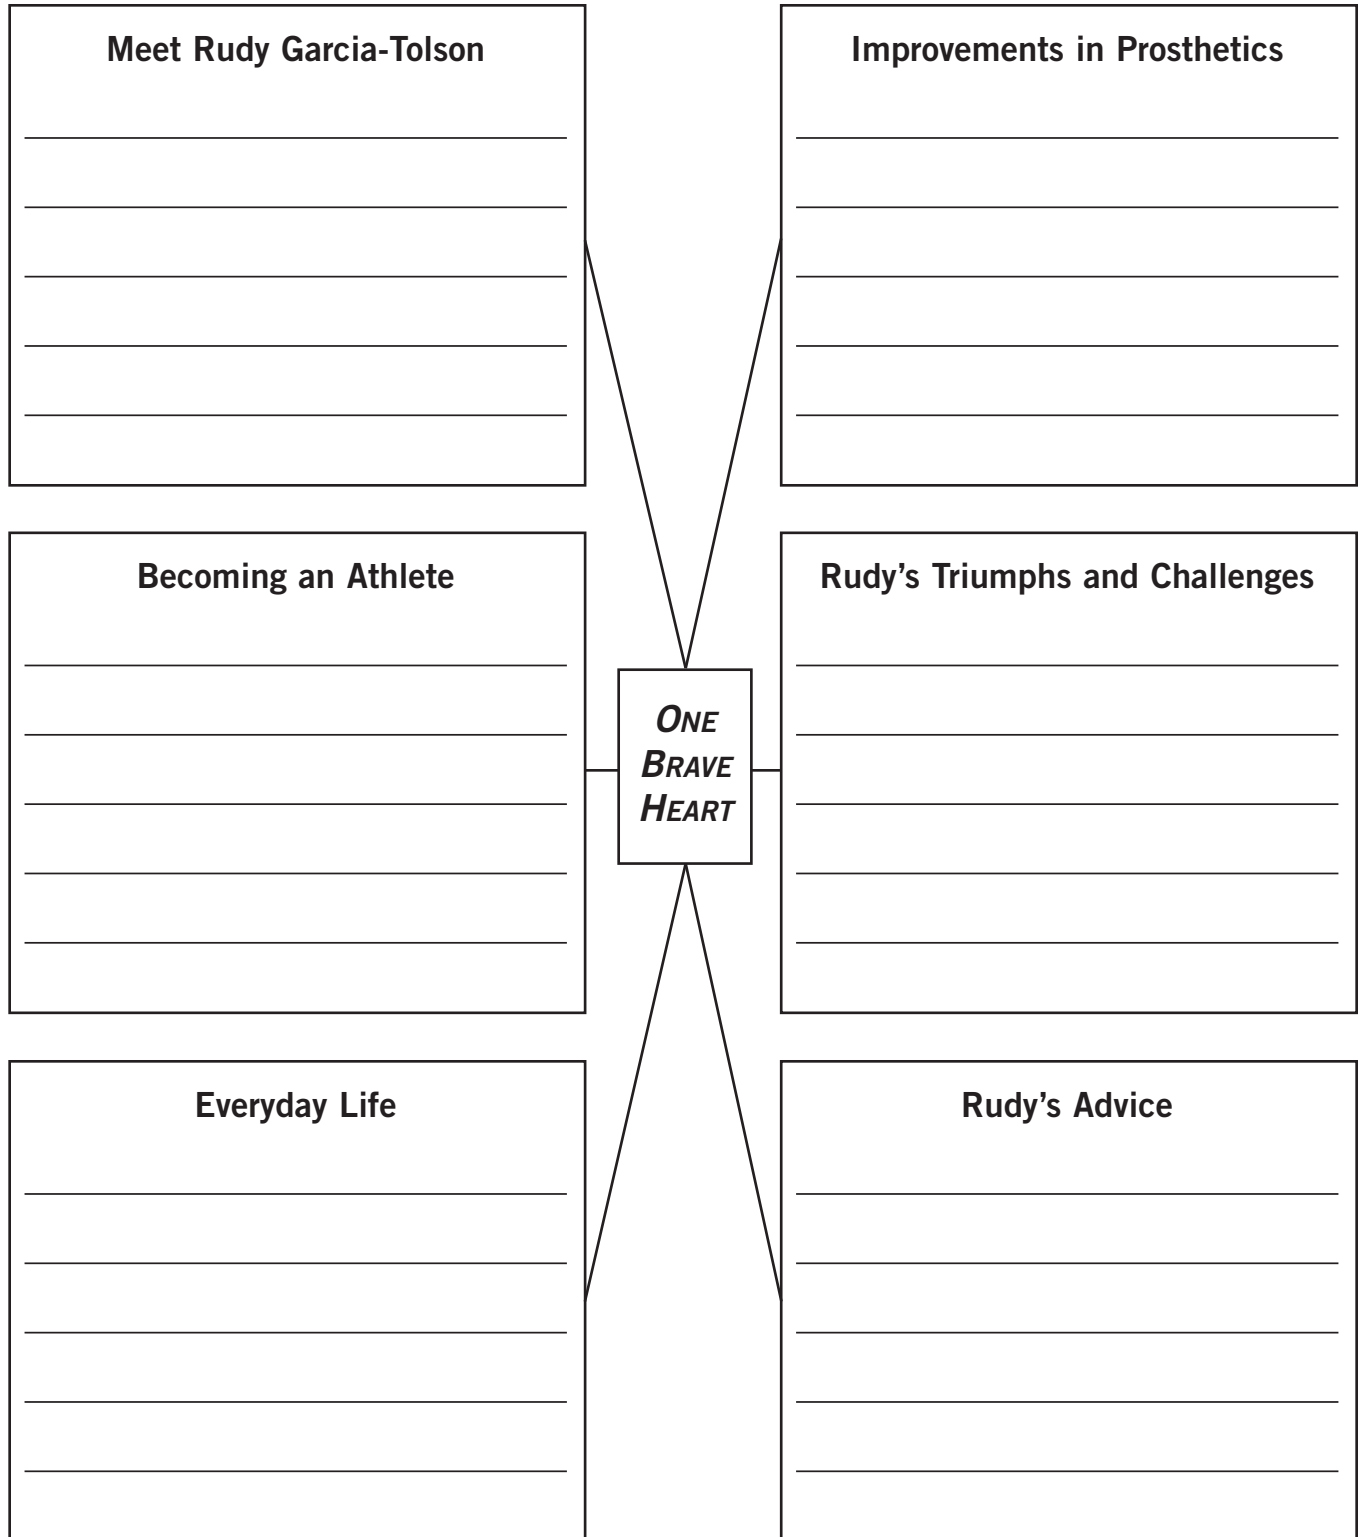 Meet Rudy Garcia-Tolson
Improvements in Prosthetics
Becoming an Athlete
Rudy’s Triumphs and Challenges
ONE
BRAVE
HEART
Everyday Life
Rudy’s Advice